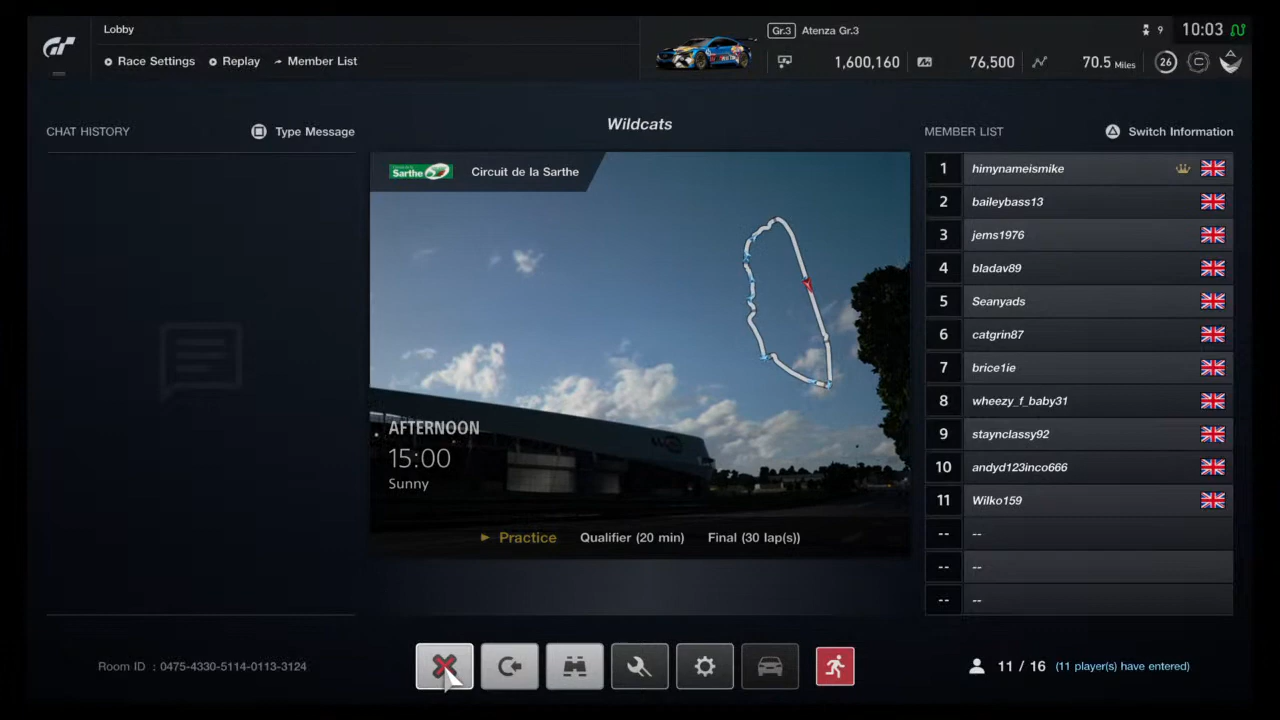 Lobby
Race Settings Replay Member List
Gr.3 Atenza Gr.3
9 10:03
1,600,160 76,500 70.5 Miles 26
CHAT HISTORY Type Message
Wildcats
MEMBER LIST Switch Information
Sarthe Circuit de la Sarthe
AFTERNOON
15:00
Sunny
Practice Qualifier (20 min) Final (30 lap(s))
1 himynameismike
2 baileybass13
3 jems1976
4 bladav89
5 Seanyads
6 catgrin87
7 brice1ie
8 wheezy_f_baby31
9 staynclassy92
10 andyd123inco666
11 Wilko159
-- --
-- --
-- --
Room ID : 0475-4330-5114-0113-3124
11 / 16 (11 player(s) have entered)